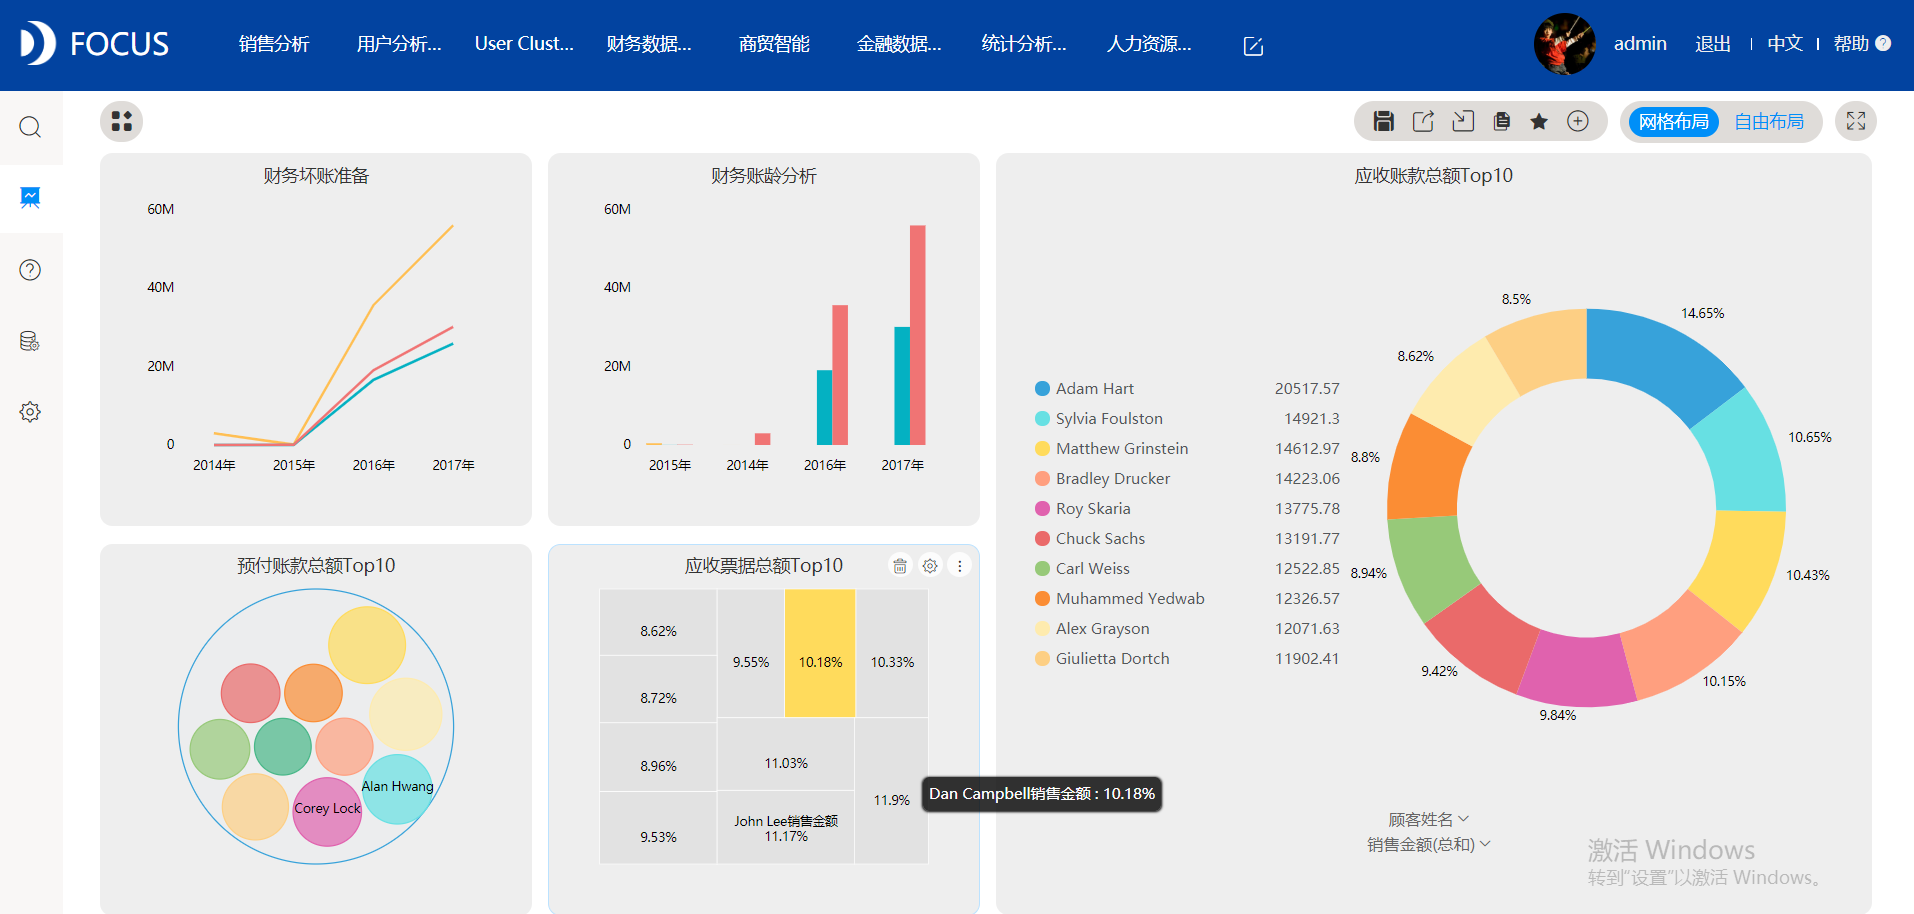 FOCUS
销售分析
用户分析...
User Clust...
财务数据...
商贸智能
金融数据...
统计分析...
人力资源...
admin
退出
中文
帮助
网格布局
自由布局
财务坏账准备
60M
40M
20M
0
2014年 2015年 2016年 2017年
财务账龄分析
60M
40M
20M
0
2015年 2014年 2016年 2017年
应收账款总额Top10
Adam Hart 20517.57
Sylvia Foulston 14921.3
Matthew Grinstein 14612.97
Bradley Drucker 14223.06
Roy Skaria 13775.78
Chuck Sachs 13191.77
Carl Weiss 12522.85
Muhammed Yedwab 12326.57
Alex Grayson 12071.63
Giulietta Dortch 11902.41
14.65%
10.65%
10.43%
10.15%
9.84%
9.42%
8.94%
8.8%
8.62%
8.5%
顾客姓名
销售金额(总和)
预付账款总额Top10
Alan Hwang
Corey Lock
应收票据总额Top10
8.62%
8.72%
8.96%
9.53%
9.55%
10.18%
10.33%
11.03%
John Lee销售金额
11.17%
11.9%
Dan Campbell销售金额 : 10.18%
激活 Windows
转到"设置"以激活 Windows。